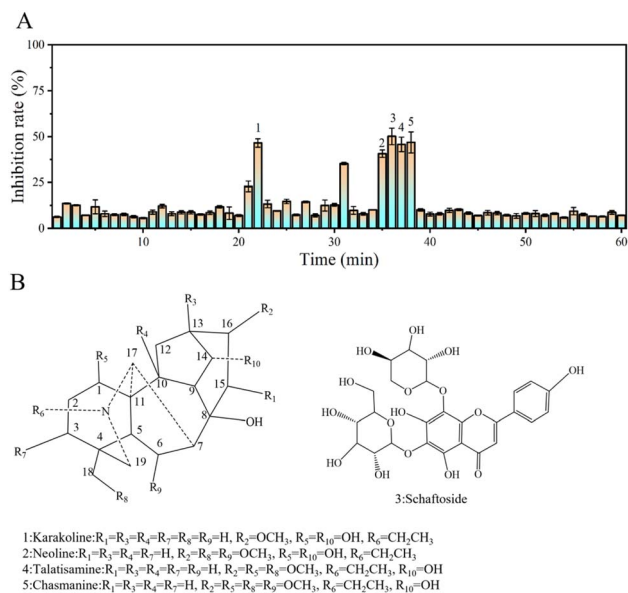 A
Inhibition rate (%)
100
75
50
25
0
1
2
3
4
5
10
20
30
40
50
60
Time (min)
B
R₃
R₄
13
16
R₂
12
17
14
R₁₀
R₅
10
9
15
R₁
1
11
2
8
OH
R₆
N
3
4
5
6
7
R₇
18
19
R₈
R₉
OH
HO
OH
O
O
HO
HO
O
HO
O
OH
O
HO
OH
OH
O
OH
3:Schaftoside
1:Karakoline:R₁=R₃=R₄=R₇=R₈=R₉=H, R₂=OCH₃, R₅=R₁₀=OH, R₆=CH₂CH₃
2:Neoline:R₁=R₃=R₄=R₇=H, R₂=R₈=R₉=OCH₃, R₅=R₁₀=OH, R₆=CH₂CH₃
4:Talatisamine:R₁=R₃=R₄=R₇=R₉=H, R₂=R₅=R₈=OCH₃, R₆=CH₂CH₃, R₁₀=OH
5:Chasmanine:R₁=R₃=R₄=R₇=H, R₂=R₅=R₈=R₉=OCH₃, R₆=CH₂CH₃, R₁₀=OH